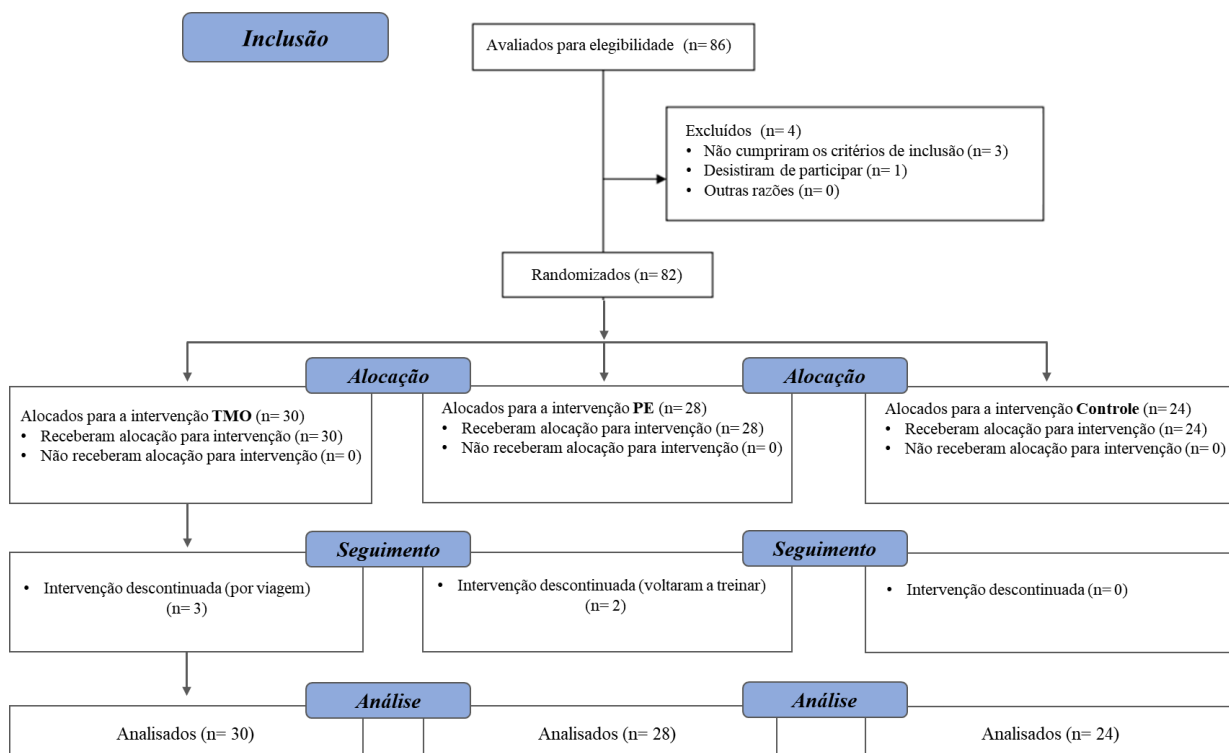 Inclusão
Avaliados para elegibilidade (n= 86)
Excluídos (n= 4)
• Não cumpriram os critérios de inclusão (n= 3)
• Desistiram de participar (n= 1)
• Outras razões (n= 0)
Randomizados (n= 82)
Alocação
Alocação
Alocados para a intervenção TMO (n= 30)
• Receberam alocação para intervenção (n= 30)
• Não receberam alocação para intervenção (n= 0)
Alocados para a intervenção PE (n= 28)
• Receberam alocação para intervenção (n= 28)
• Não receberam alocação para intervenção (n= 0)
Alocados para a intervenção Controle (n= 24)
• Receberam alocação para intervenção (n= 24)
• Não receberam alocação para intervenção (n= 0)
Seguimento
Seguimento
• Intervenção descontinuada (por viagem)
(n= 3)
• Intervenção descontinuada (voltaram a treinar)
(n= 2)
• Intervenção descontinuada (n= 0)
Análise
Análise
Analisados (n= 30)
Analisados (n= 28)
Analisados (n= 24)